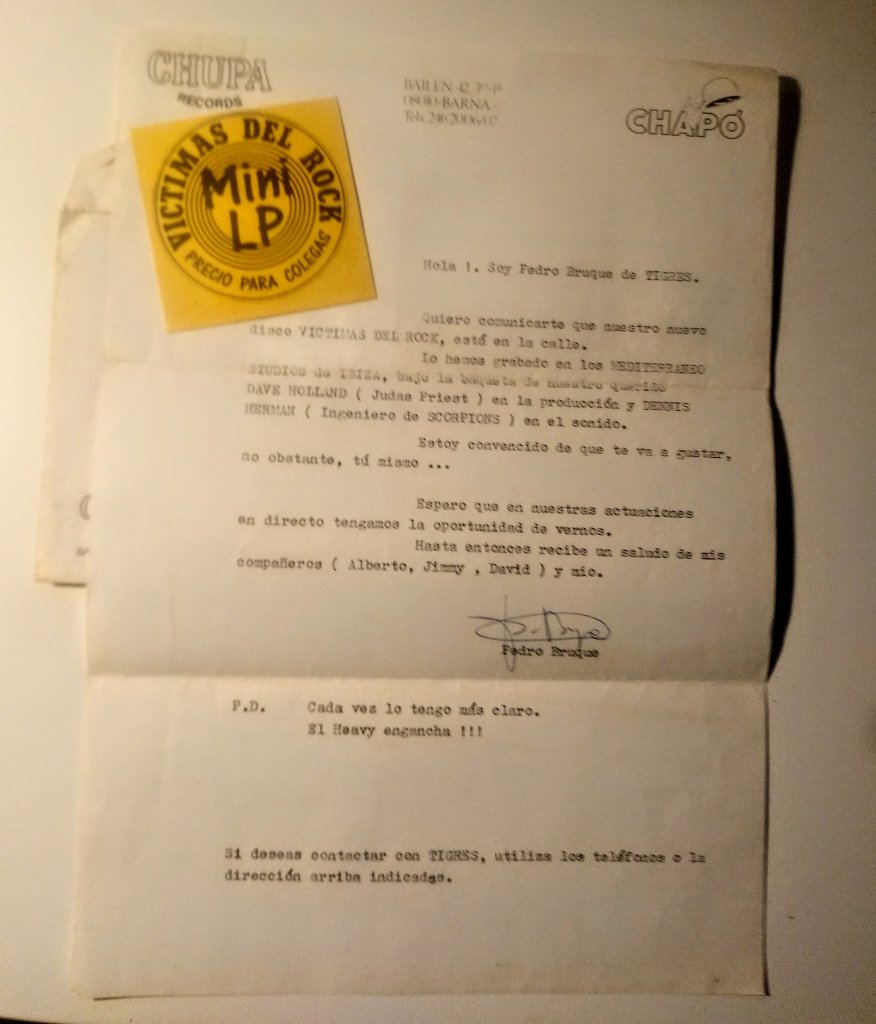 CHUPA
RECORDS
BAILEN 42, 3º-1ª
08010-BARNA-
CHAPÓ
VICTIMAS DEL ROCK
Mini
LP
PRECIO PARA COLEGAS
Hola !. Soy Pedro Bruque de TIGRES.
Quiero comunicarte que nuestro nuevo
disco VICTIMAS DEL ROCK, está en la calle.
Lo hemos grabado en los MEDITERRANEO
STUDIOS de IBIZA, bajo la baqueta de nuestro querido
DAVE HOLLAND ( Judas Priest ) en la producción y DENNIS
HERMAN ( Ingeniero de SCORPIONS ) en el sonido.
Estoy convencido de que te va a gustar,
no obstante, tú mismo ...
Espero que en nuestras actuaciones
en directo tengamos la oportunidad de vernos.
Hasta entonces recibe un saludo de mis
compañeros ( Alberto, Jimmy , David ) y mio.
Pedro Bruque
P.D. Cada vez lo tengo más claro.
El Heavy engancha !!!
Si deseas contactar con TIGRES, utiliza los teléfonos o la
dirección arriba indicadas.